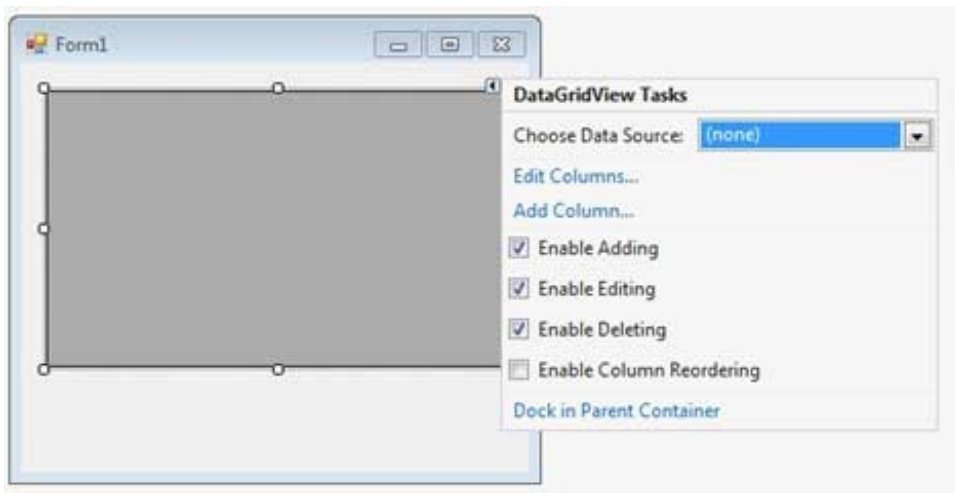 Form1
DataGridView Tasks
Choose Data Source: (none)
Edit Columns...
Add Column...
Enable Adding
Enable Editing
Enable Deleting
Enable Column Reordering
Dock in Parent Container